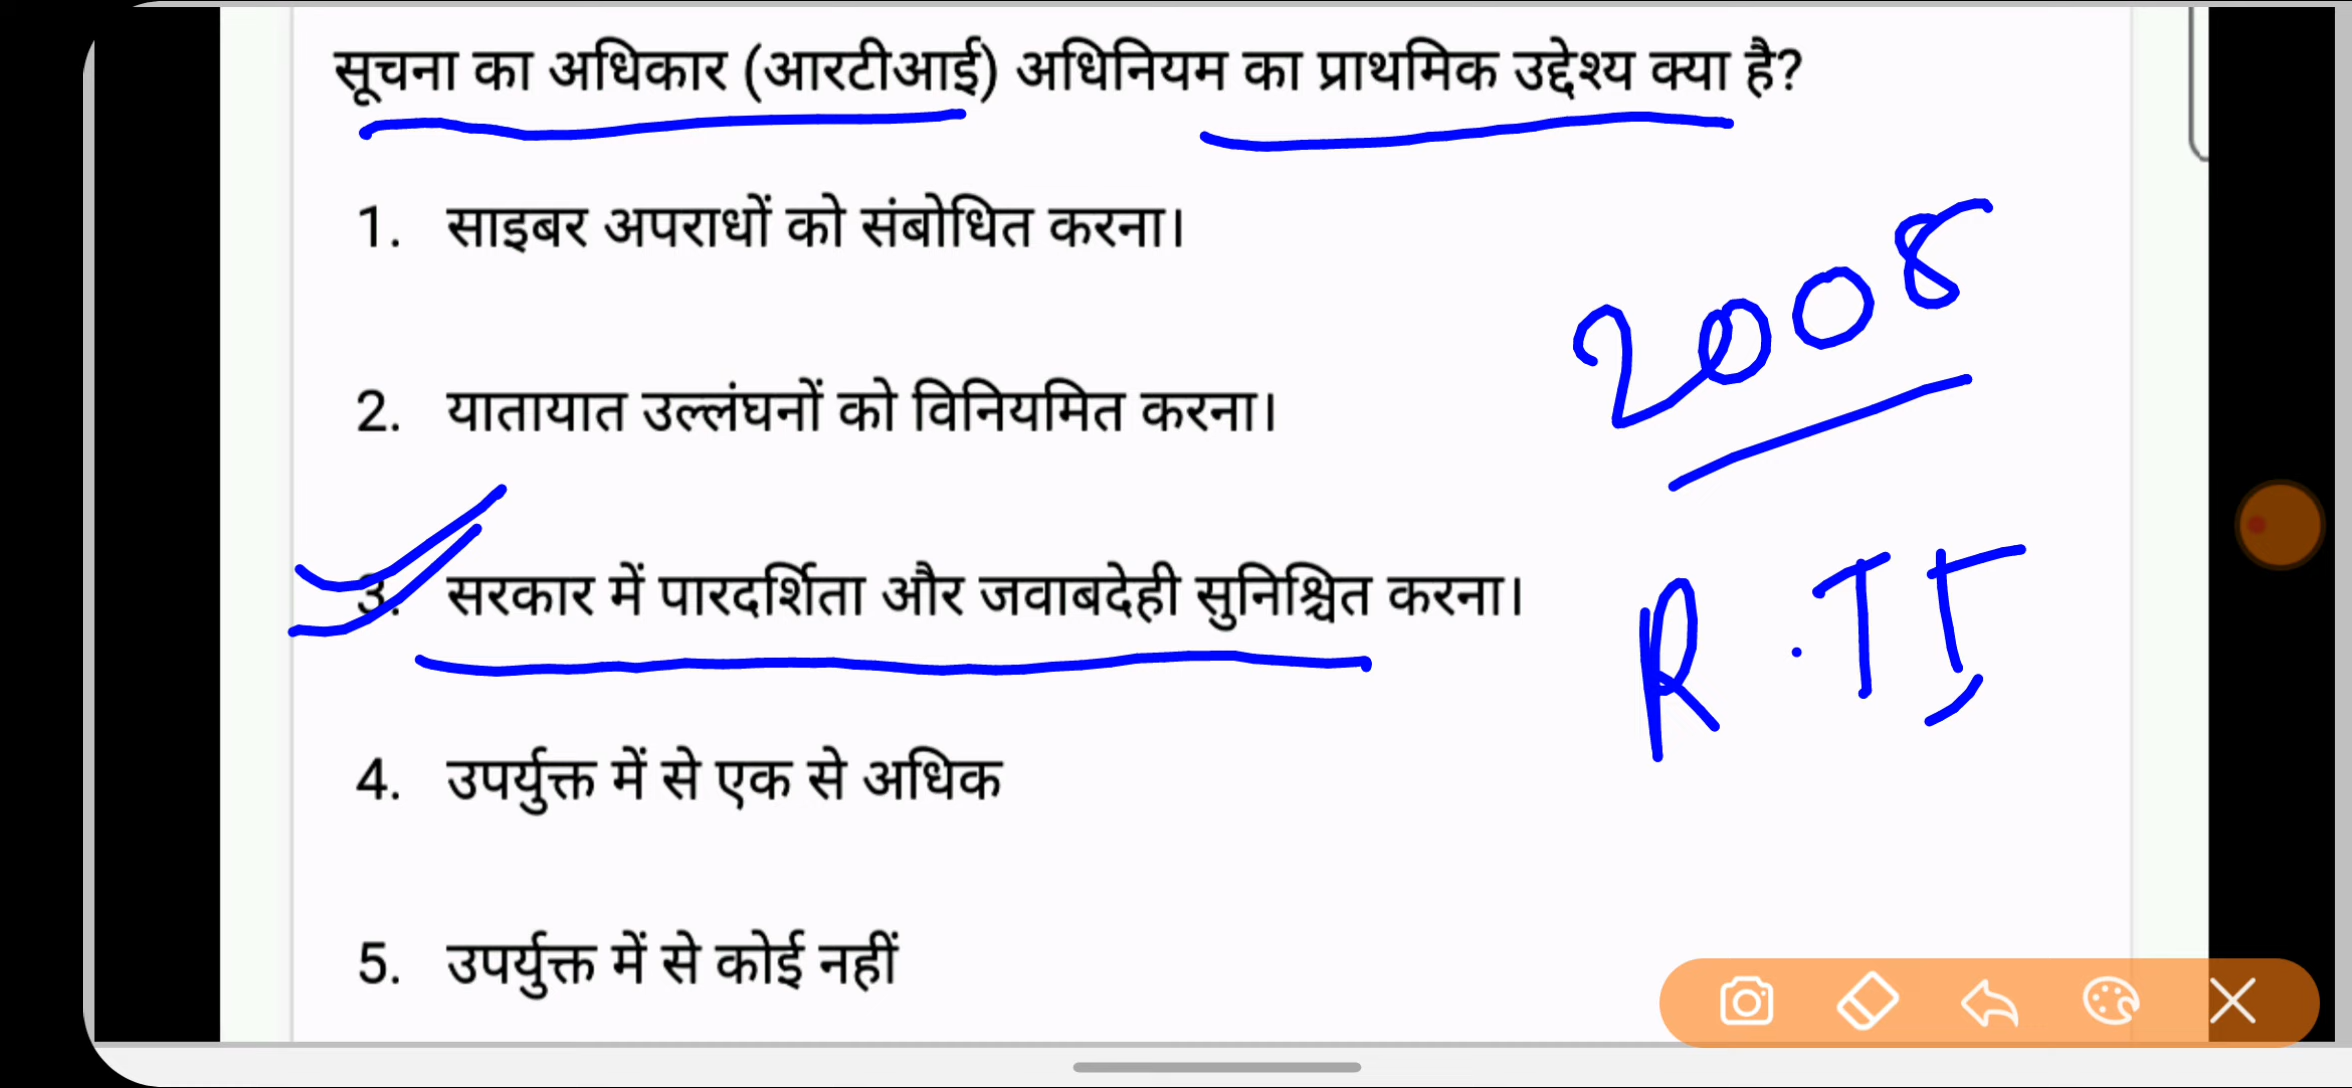 सूचना का अधिकार (आरटीआई) अधिनियम का प्राथमिक उद्देश्य क्या है?
1. साइबर अपराधों को संबोधित करना।
2008
2. यातायात उल्लंघनों को विनियमित करना।
3. सरकार में पारदर्शिता और जवाबदेही सुनिश्चित करना।
R.TI
4. उपर्युक्त में से एक से अधिक
5. उपर्युक्त में से कोई नहीं